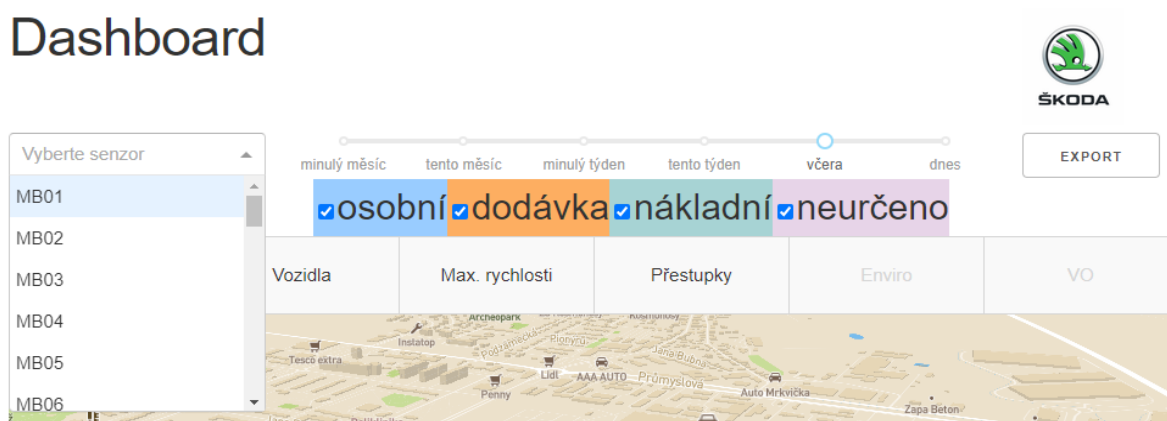 Dashboard
ŠKODA
Vyberte senzor
minulý měsíc
tento měsíc
minulý týden
tento týden
včera
dnes
EXPORT
osobní
dodávka
nákladní
neurčeno
MB01
MB02
MB03
MB04
MB05
MB06
Vozidla
Max. rychlosti
Přestupky
Enviro
VO
Archeopark
Kosmonosy
Instatop
Podzámecká
Pionýrů
Jana Bubna
Tesco extra
Lidl
AAA AUTO
Průmyslová
Penny
Auto Mrkvička
Zapa Beton